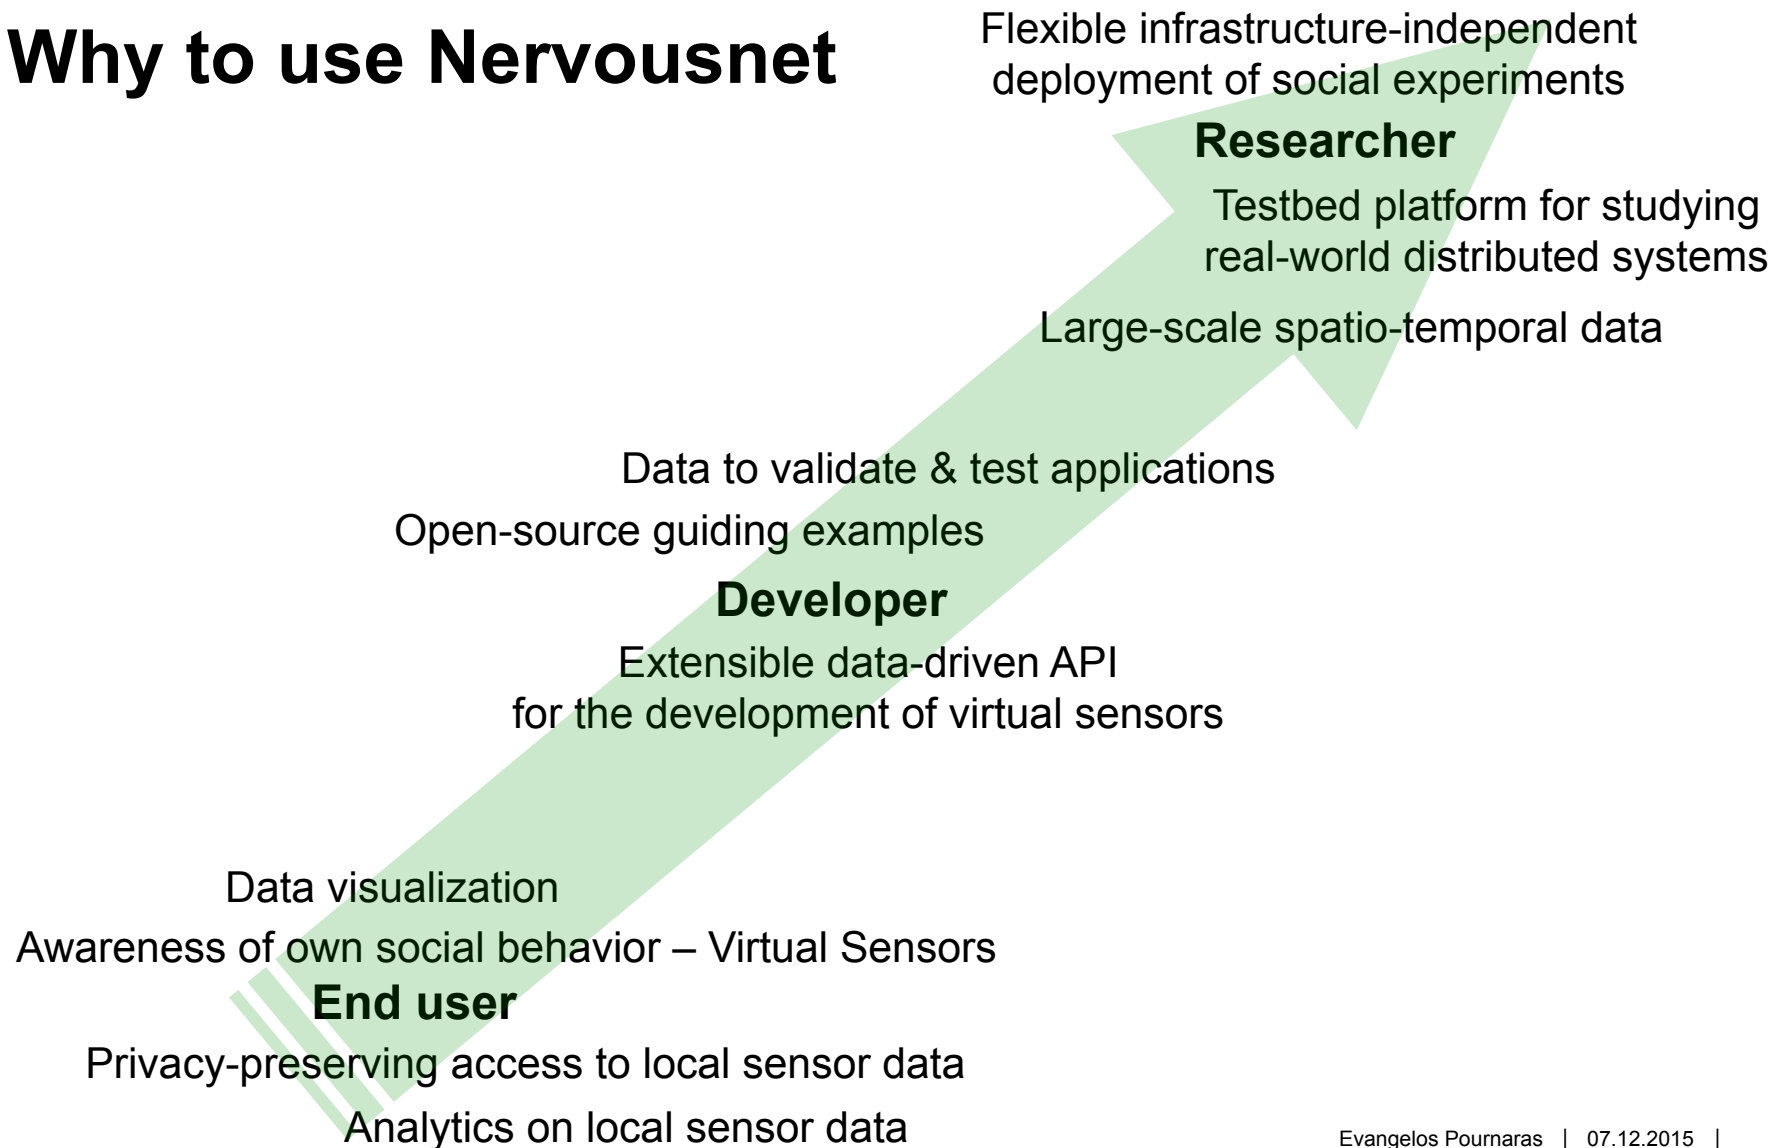 Why to use Nervousnet
Flexible infrastructure-independent
deployment of social experiments
Researcher
Testbed platform for studying
real-world distributed systems
Large-scale spatio-temporal data
Data to validate & test applications
Open-source guiding examples
Developer
Extensible data-driven API
for the development of virtual sensors
Data visualization
Awareness of own social behavior – Virtual Sensors
End user
Privacy-preserving access to local sensor data
Analytics on local sensor data
Evangelos Pournaras | 07.12.2015 |